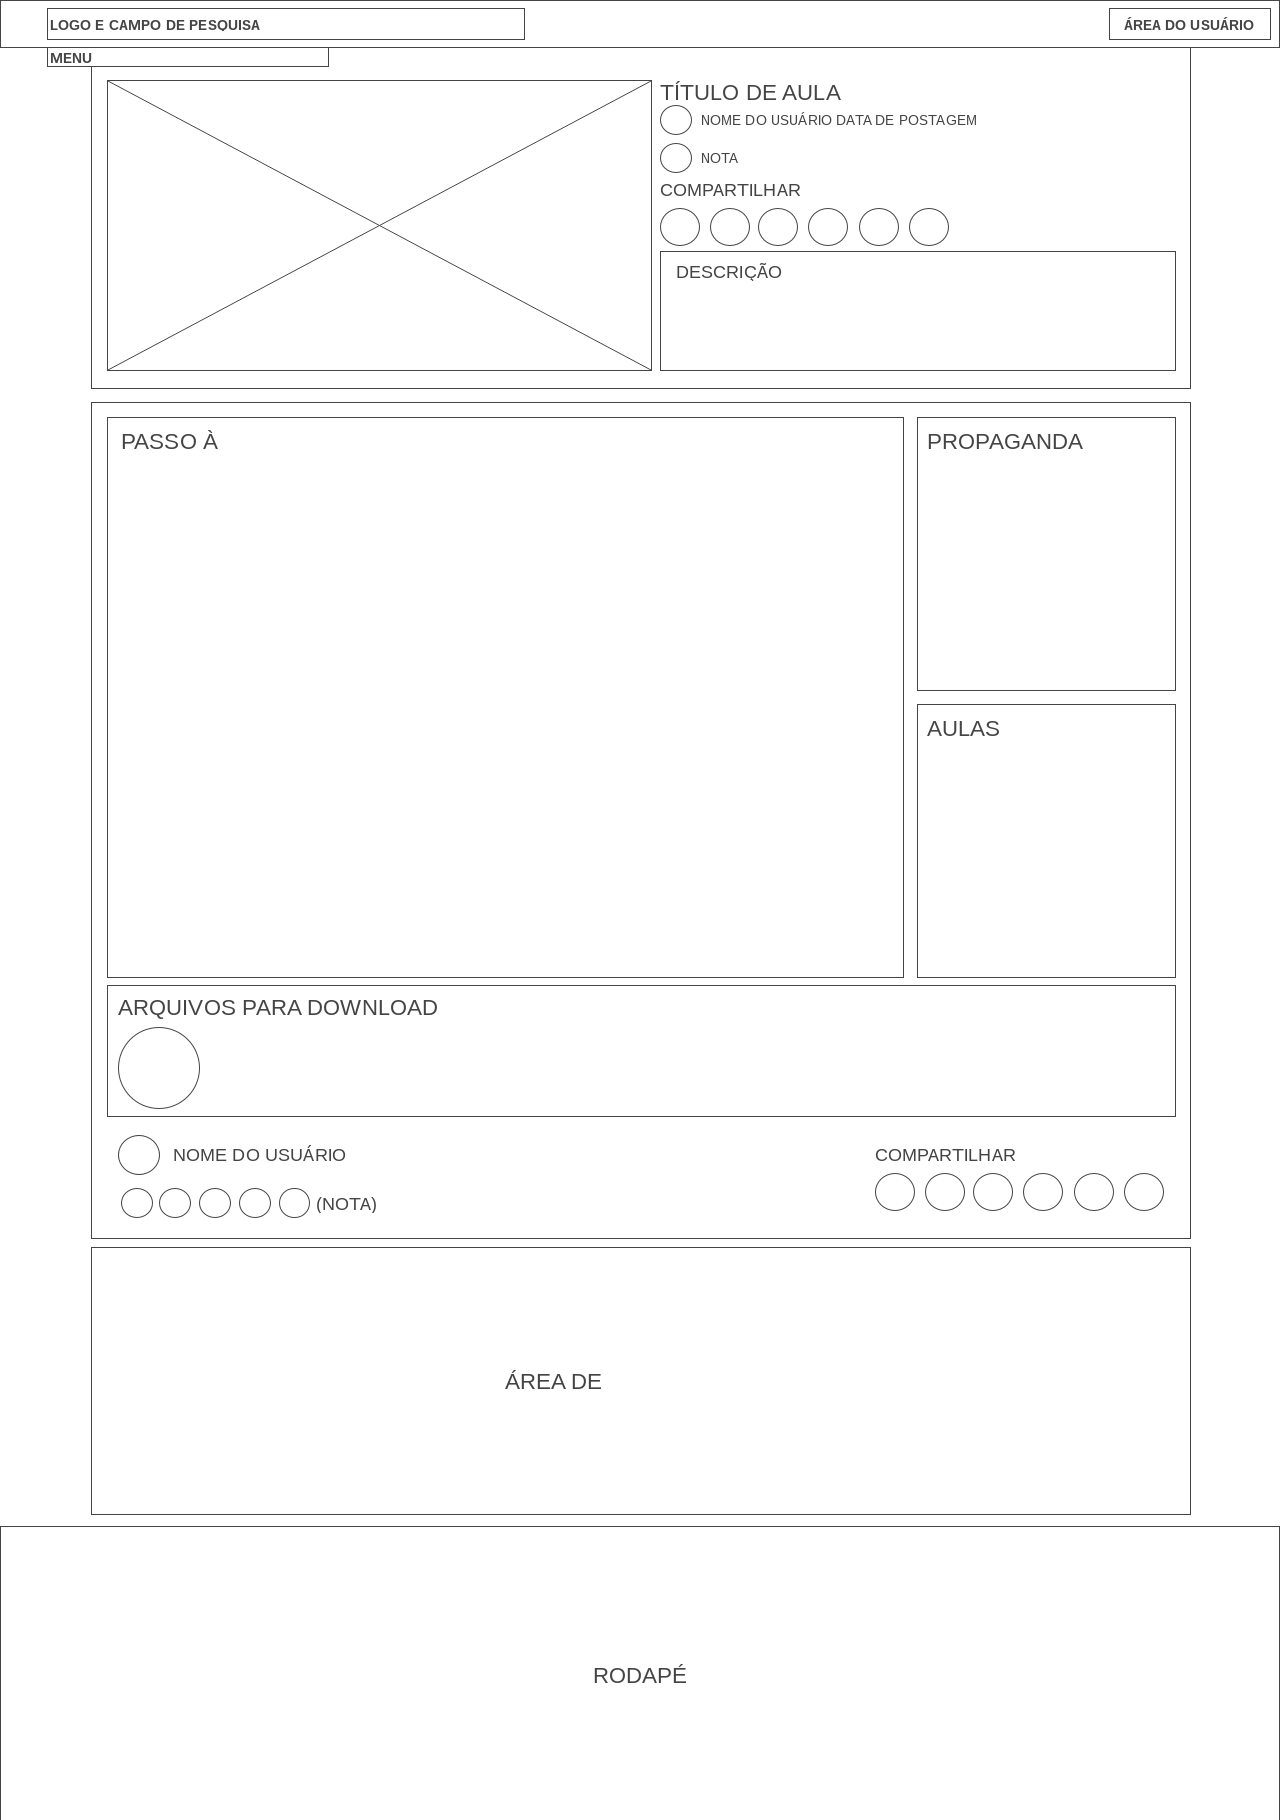 LOGO E CAMPO DE PESQUISA
ÁREA DO USUÁRIO
MENU
TÍTULO DE AULA
NOME DO USUÁRIO DATA DE POSTAGEM
NOTA
COMPARTILHAR
DESCRIÇÃO
PASSO À
PROPAGANDA
AULAS
ARQUIVOS PARA DOWNLOAD
NOME DO USUÁRIO
COMPARTILHAR
(NOTA)
ÁREA DE
RODAPÉ